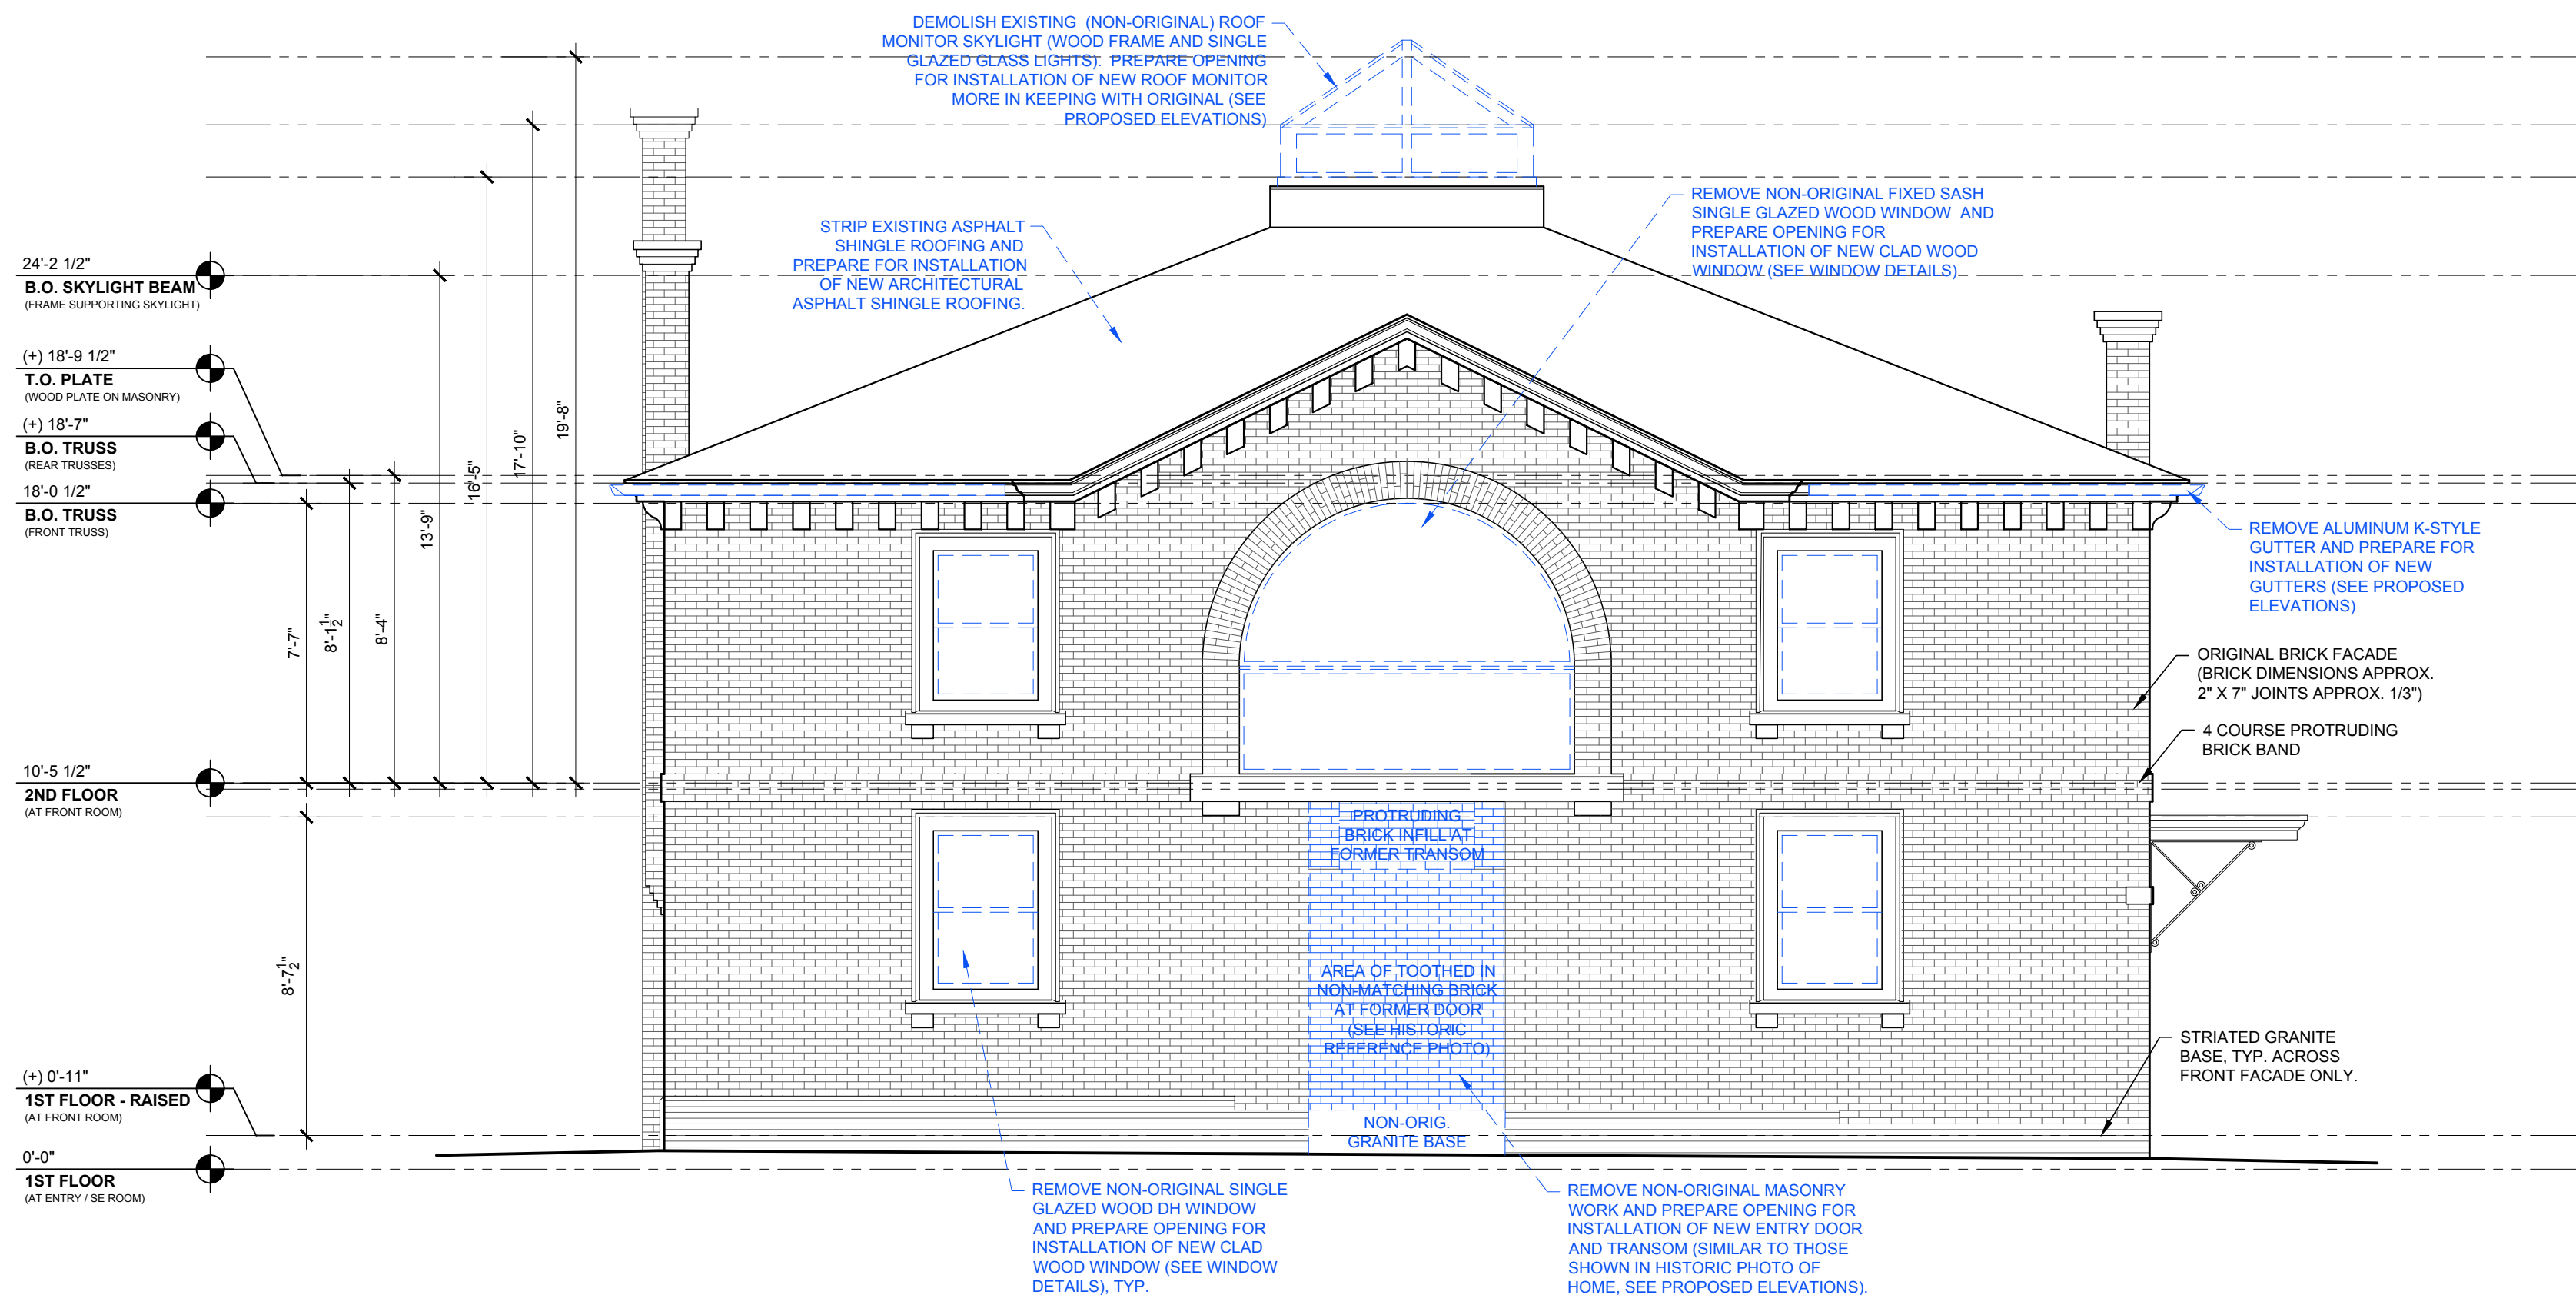 DEMOLISH EXISTING (NON-ORIGINAL) ROOF
MONITOR SKYLIGHT (WOOD FRAME AND SINGLE
GLAZED GLASS LIGHTS). PREPARE OPENING
FOR INSTALLATION OF NEW ROOF MONITOR
MORE IN KEEPING WITH ORIGINAL (SEE
PROPOSED ELEVATIONS)
STRIP EXISTING ASPHALT
SHINGLE ROOFING AND
PREPARE FOR INSTALLATION
OF NEW ARCHITECTURAL
ASPHALT SHINGLE ROOFING.
REMOVE NON-ORIGINAL FIXED SASH
SINGLE GLAZED WOOD WINDOW AND
PREPARE OPENING FOR
INSTALLATION OF NEW CLAD WOOD
WINDOW (SEE WINDOW DETAILS)
24'-2 1/2"
B.O. SKYLIGHT BEAM
(FRAME SUPPORTING SKYLIGHT)
(+) 18'-9 1/2"
T.O. PLATE
(WOOD PLATE ON MASONRY)
(+) 18'-7"
B.O. TRUSS
(REAR TRUSSES)
18'-0 1/2"
B.O. TRUSS
(FRONT TRUSS)
10'-5 1/2"
2ND FLOOR
(AT FRONT ROOM)
(+) 0'-11"
1ST FLOOR - RAISED
(AT FRONT ROOM)
0'-0"
1ST FLOOR
(AT ENTRY / SE ROOM)
7'-7"
8'-1 1/2"
8'-4"
13'-9"
16'-5"
17'-10"
19'-8"
8'-7 1/2"
REMOVE ALUMINUM K-STYLE
GUTTER AND PREPARE FOR
INSTALLATION OF NEW
GUTTERS (SEE PROPOSED
ELEVATIONS)
ORIGINAL BRICK FACADE
(BRICK DIMENSIONS APPROX.
2" X 7" JOINTS APPROX. 1/3")
4 COURSE PROTRUDING
BRICK BAND
PROTRUDING
BRICK INFILL AT
FORMER TRANSOM
AREA OF TOOTHED IN
NON-MATCHING BRICK
AT FORMER DOOR
(SEE HISTORIC
REFERENCE PHOTO)
NON-ORIG.
GRANITE BASE
STRIATED GRANITE
BASE, TYP. ACROSS
FRONT FACADE ONLY.
REMOVE NON-ORIGINAL SINGLE
GLAZED WOOD DH WINDOW
AND PREPARE OPENING FOR
INSTALLATION OF NEW CLAD
WOOD WINDOW (SEE WINDOW
DETAILS), TYP.
REMOVE NON-ORIGINAL MASONRY
WORK AND PREPARE OPENING FOR
INSTALLATION OF NEW ENTRY DOOR
AND TRANSOM (SIMILAR TO THOSE
SHOWN IN HISTORIC PHOTO OF
HOME, SEE PROPOSED ELEVATIONS).